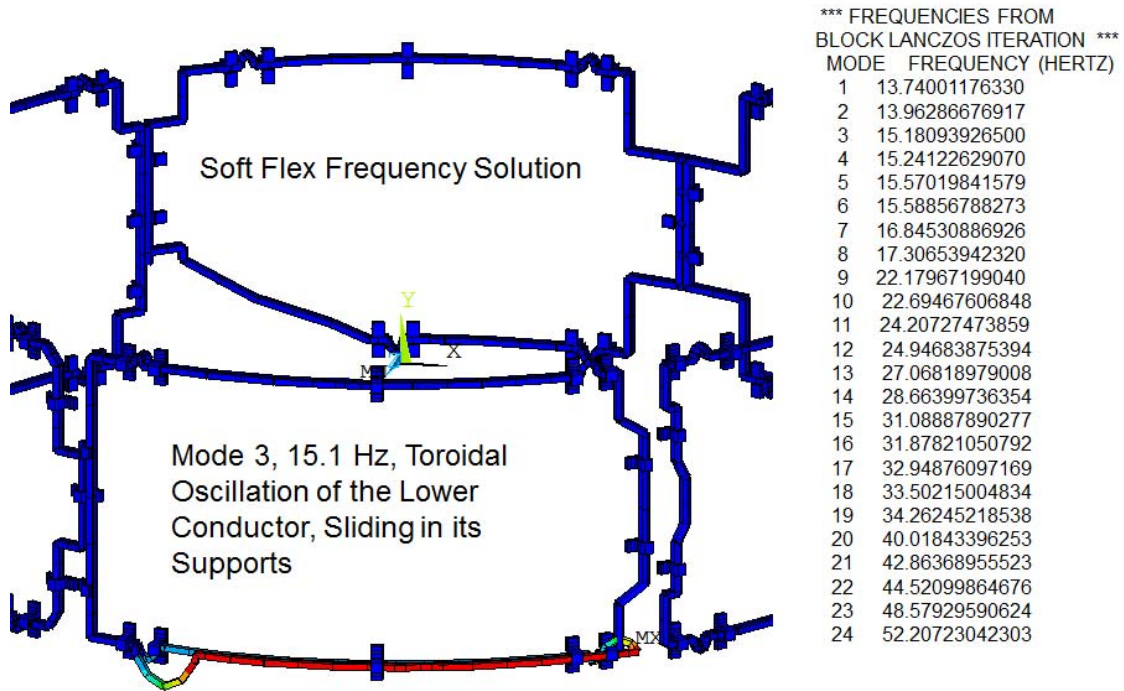 *** FREQUENCIES FROM
BLOCK LANCZOS ITERATION ***
MODE FREQUENCY (HERTZ)
1 13.74001176330
2 13.96286676917
3 15.18093926500
4 15.24122629070
5 15.57019841579
6 15.58856788273
7 16.84530886926
8 17.30653942320
9 22.17967199040
10 22.69467606848
11 24.20727473859
12 24.94683875394
13 27.06818979008
14 28.66399736354
15 31.08887890277
16 31.87821050792
17 32.94876097169
18 33.50215004834
19 34.26245218538
20 40.01843396253
21 42.86368955523
22 44.52099864676
23 48.57929590624
24 52.20723042303
Soft Flex Frequency Solution
Y
X
Mode 3, 15.1 Hz, Toroidal
Oscillation of the Lower
Conductor, Sliding in its
Supports
MX